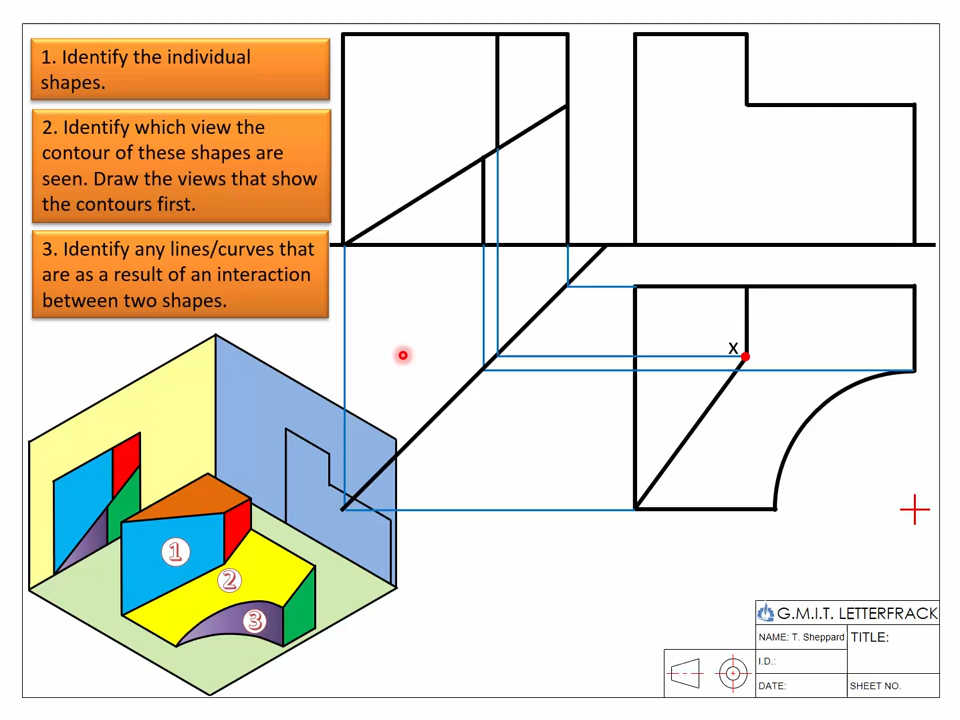 1. Identify the individual
shapes.
2. Identify which view the
contour of these shapes are
seen. Draw the views that show
the contours first.
3. Identify any lines/curves that
are as a result of an interaction
between two shapes.
X
1
2
3
G.M.I.T. LETTERFRACK
NAME: T. Sheppard
TITLE:
I.D.:
DATE:
SHEET NO.